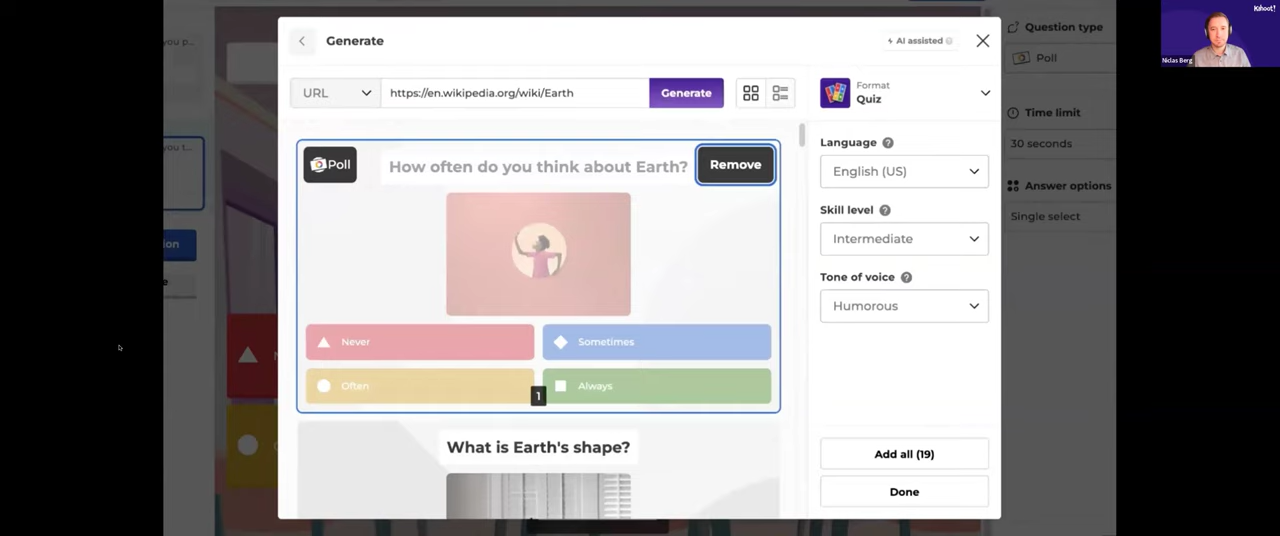 Generate
AI assisted
URL
https://en.wikipedia.org/wiki/Earth
Generate
Poll
How often do you think about Earth?
Remove
Never
Sometimes
Often
Always
1
What is Earth's shape?
Format
Quiz
Language
English (US)
Skill level
Intermediate
Tone of voice
Humorous
Add all (19)
Done
Question type
Poll
Time limit
30 seconds
Answer options
Single select
Kahoot!
Niclas Berg